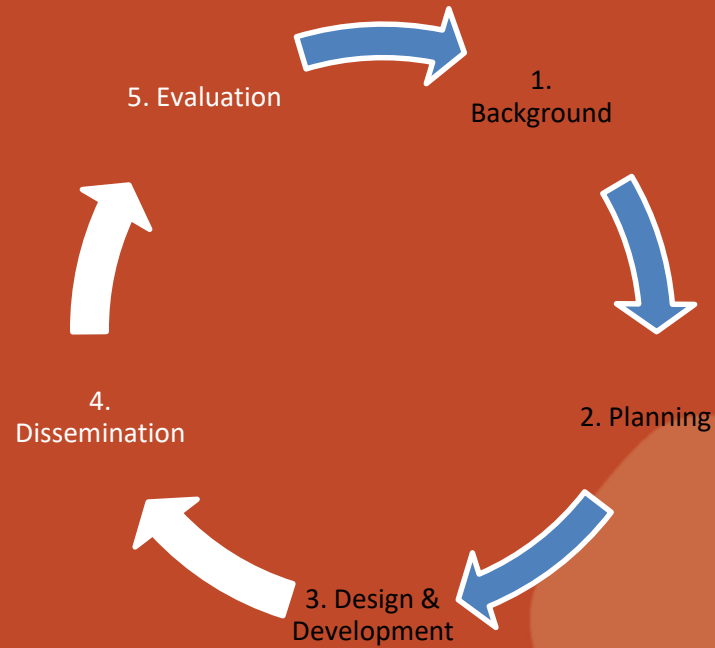 1.
Background
2. Planning
3. Design &
Development
4.
Dissemination
5. Evaluation